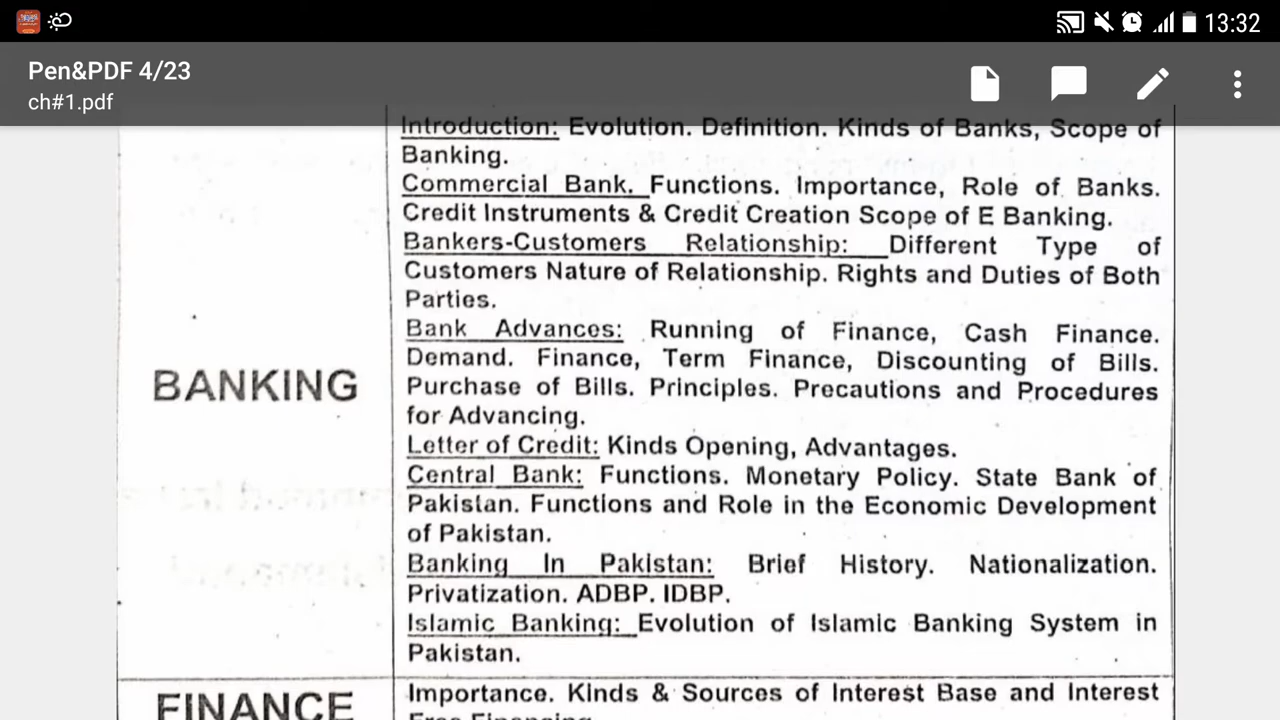 13:32
Pen&PDF 4/23
ch#1.pdf
Introduction: Evolution. Definition. Kinds of Banks, Scope of
Banking.
Commercial Bank. Functions. Importance, Role of Banks.
Credit Instruments & Credit Creation Scope of E Banking.
Bankers-Customers Relationship: Different Type of
Customers Nature of Relationship. Rights and Duties of Both
Parties.
Bank Advances: Running of Finance, Cash Finance.
Demand. Finance, Term Finance, Discounting of Bills.
Purchase of Bills. Principles. Precautions and Procedures
for Advancing.
Letter of Credit: Kinds Opening, Advantages.
Central Bank: Functions. Monetary Policy. State Bank of
Pakistan. Functions and Role in the Economic Development
of Pakistan.
Banking In Pakistan: Brief History. Nationalization.
Privatization. ADBP. IDBP.
Islamic Banking: Evolution of Islamic Banking System in
Pakistan.
BANKING
FINANCE
Importance. Kinds & Sources of Interest Base and Interest
Free Financing